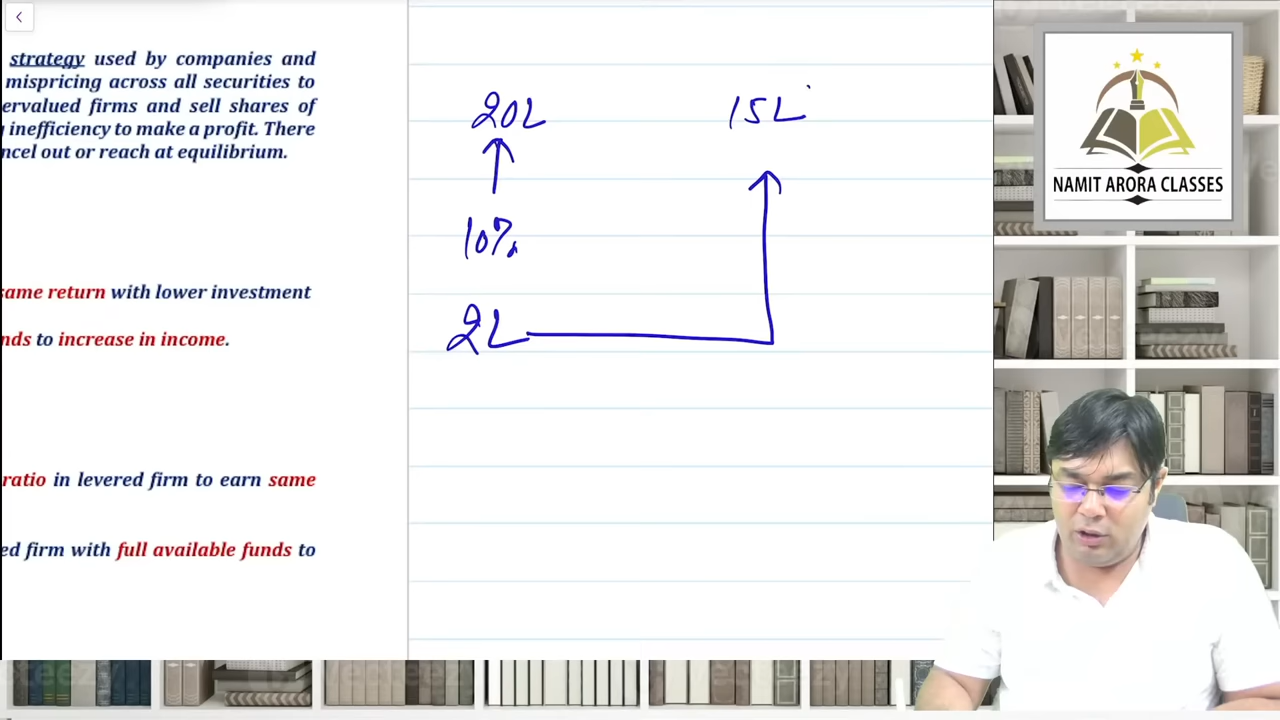 strategy used by companies and
mispricing across all securities to
ervalued firms and sell shares of
inefficiency to make a profit. There
ncel out or reach at equilibrium.
same return with lower investment
nds to increase in income.
ratio in levered firm to earn same
ed firm with full available funds to
20L
15L
10%
2L
NAMIT ARORA CLASSES